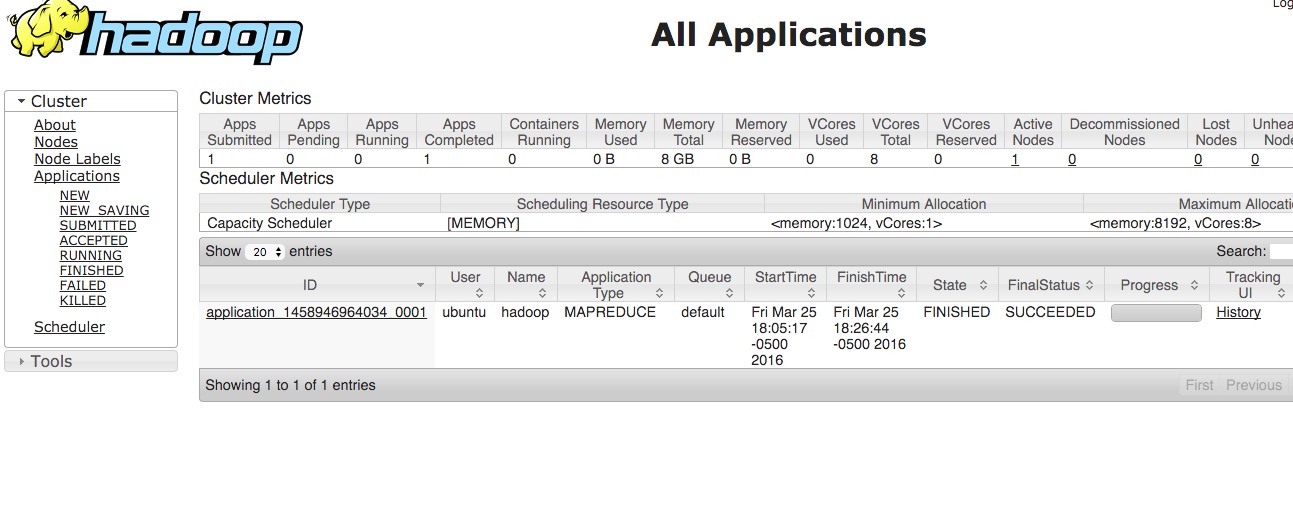 Log
hadoop
All Applications
Cluster
About
Nodes
Node Labels
Applications
NEW
NEW_SAVING
SUBMITTED
ACCEPTED
RUNNING
FINISHED
FAILED
KILLED
Scheduler
Tools
Cluster Metrics
Apps Submitted Apps Pending Apps Running Apps Completed Containers Running Memory Used Memory Total Memory Reserved VCores Used VCores Total VCores Reserved Active Nodes Decommissioned Nodes Lost Nodes Unhea Node
1 0 0 1 0 0 B 8 GB 0 B 0 8 0 1 0 0 0
Scheduler Metrics
Scheduler Type Scheduling Resource Type Minimum Allocation Maximum Allocati
Capacity Scheduler [MEMORY] <memory:1024, vCores:1> <memory:8192, vCores:8>
Show 20 entries Search:
ID User Name Application Type Queue StartTime FinishTime State FinalStatus Progress Tracking UI
application_1458946964034_0001 ubuntu hadoop MAPREDUCE default Fri Mar 25 18:05:17 -0500 2016 Fri Mar 25 18:26:44 -0500 2016 FINISHED SUCCEEDED History
Showing 1 to 1 of 1 entries First Previous